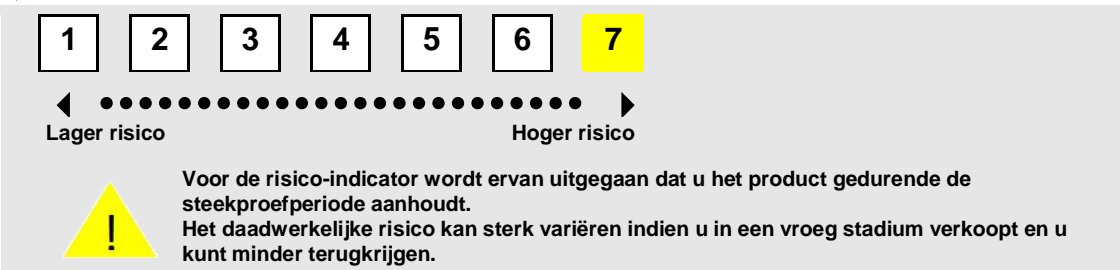 1 2 3 4 5 6 7
Lager risico Hoger risico
!
Voor de risico-indicator wordt ervan uitgegaan dat u het product gedurende de
steekproefperiode aanhoudt.
Het daadwerkelijke risico kan sterk variëren indien u in een vroeg stadium verkoopt en u
kunt minder terugkrijgen.